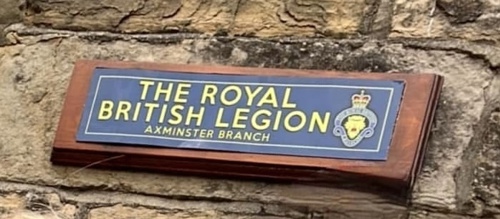 THE ROYAL
BRITISH LEGION
AXMINSTER BRANCH